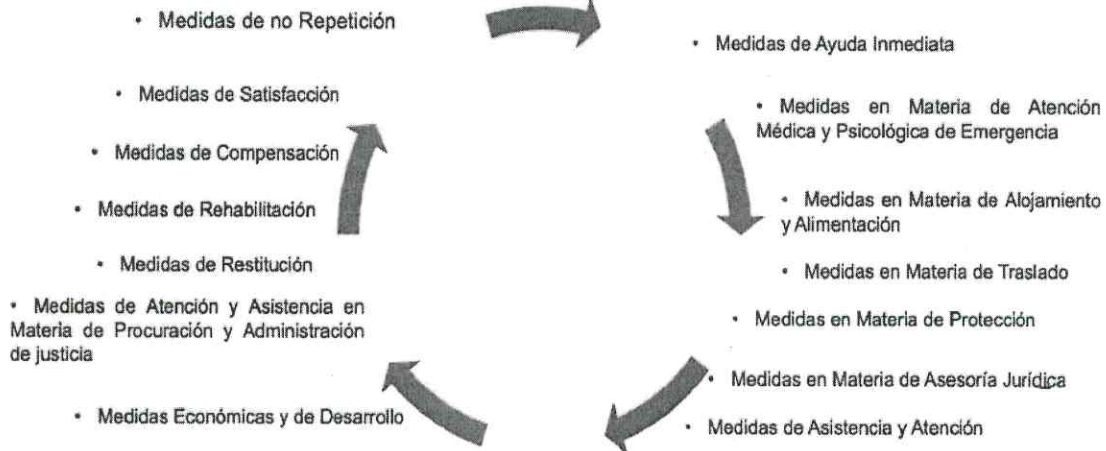 • Medidas de no Repetición
• Medidas de Ayuda Inmediata
• Medidas en Materia de Atención
Médica y Psicológica de Emergencia
• Medidas en Materia de Alojamiento
y Alimentación
• Medidas en Materia de Traslado
• Medidas en Materia de Protección
• Medidas en Materia de Asesoría Jurídica
• Medidas de Asistencia y Atención
• Medidas Económicas y de Desarrollo
• Medidas de Atención y Asistencia en
Materia de Procuración y Administración
de justicia
• Medidas de Restitución
• Medidas de Rehabilitación
• Medidas de Compensación
• Medidas de Satisfacción